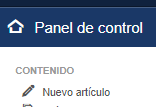 Panel de control
CONTENIDO
Nuevo artículo